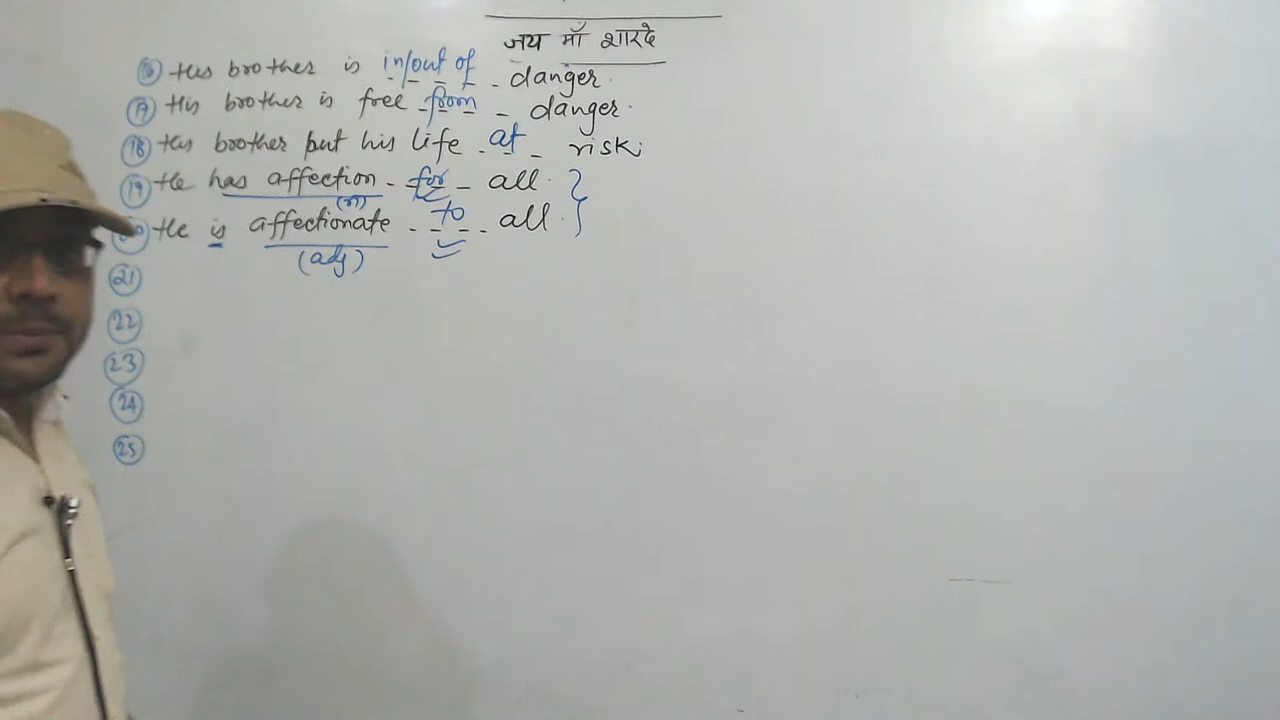 जय माँ शारदे
16 His brother is in/out of danger.
17 His brother is free from danger.
18 His brother put his life at risk.
19 He has affection for all.
(n)
20 He is affectionate to all.
(adj)
21
22
23
24
25